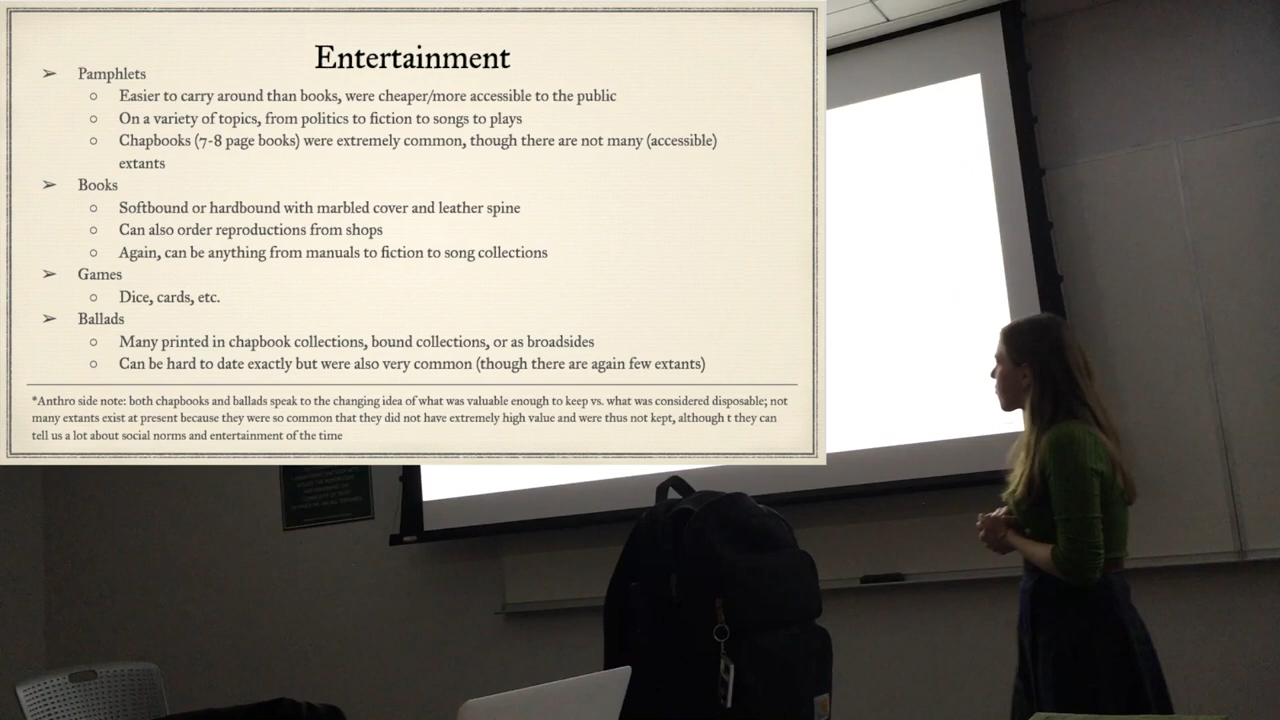 Entertainment
➢ Pamphlets
○ Easier to carry around than books, were cheaper/more accessible to the public
○ On a variety of topics, from politics to fiction to songs to plays
○ Chapbooks (7-8 page books) were extremely common, though there are not many (accessible)
extants
➢ Books
○ Softbound or hardbound with marbled cover and leather spine
○ Can also order reproductions from shops
○ Again, can be anything from manuals to fiction to song collections
➢ Games
○ Dice, cards, etc.
➢ Ballads
○ Many printed in chapbook collections, bound collections, or as broadsides
○ Can be hard to date exactly but were also very common (though there are again few extants)
*Anthro side note: both chapbooks and ballads speak to the changing idea of what was valuable enough to keep vs. what was considered disposable; not
many extants exist at present because they were so common that they did not have extremely high value and were thus not kept, although t they can
tell us a lot about social norms and entertainment of the time